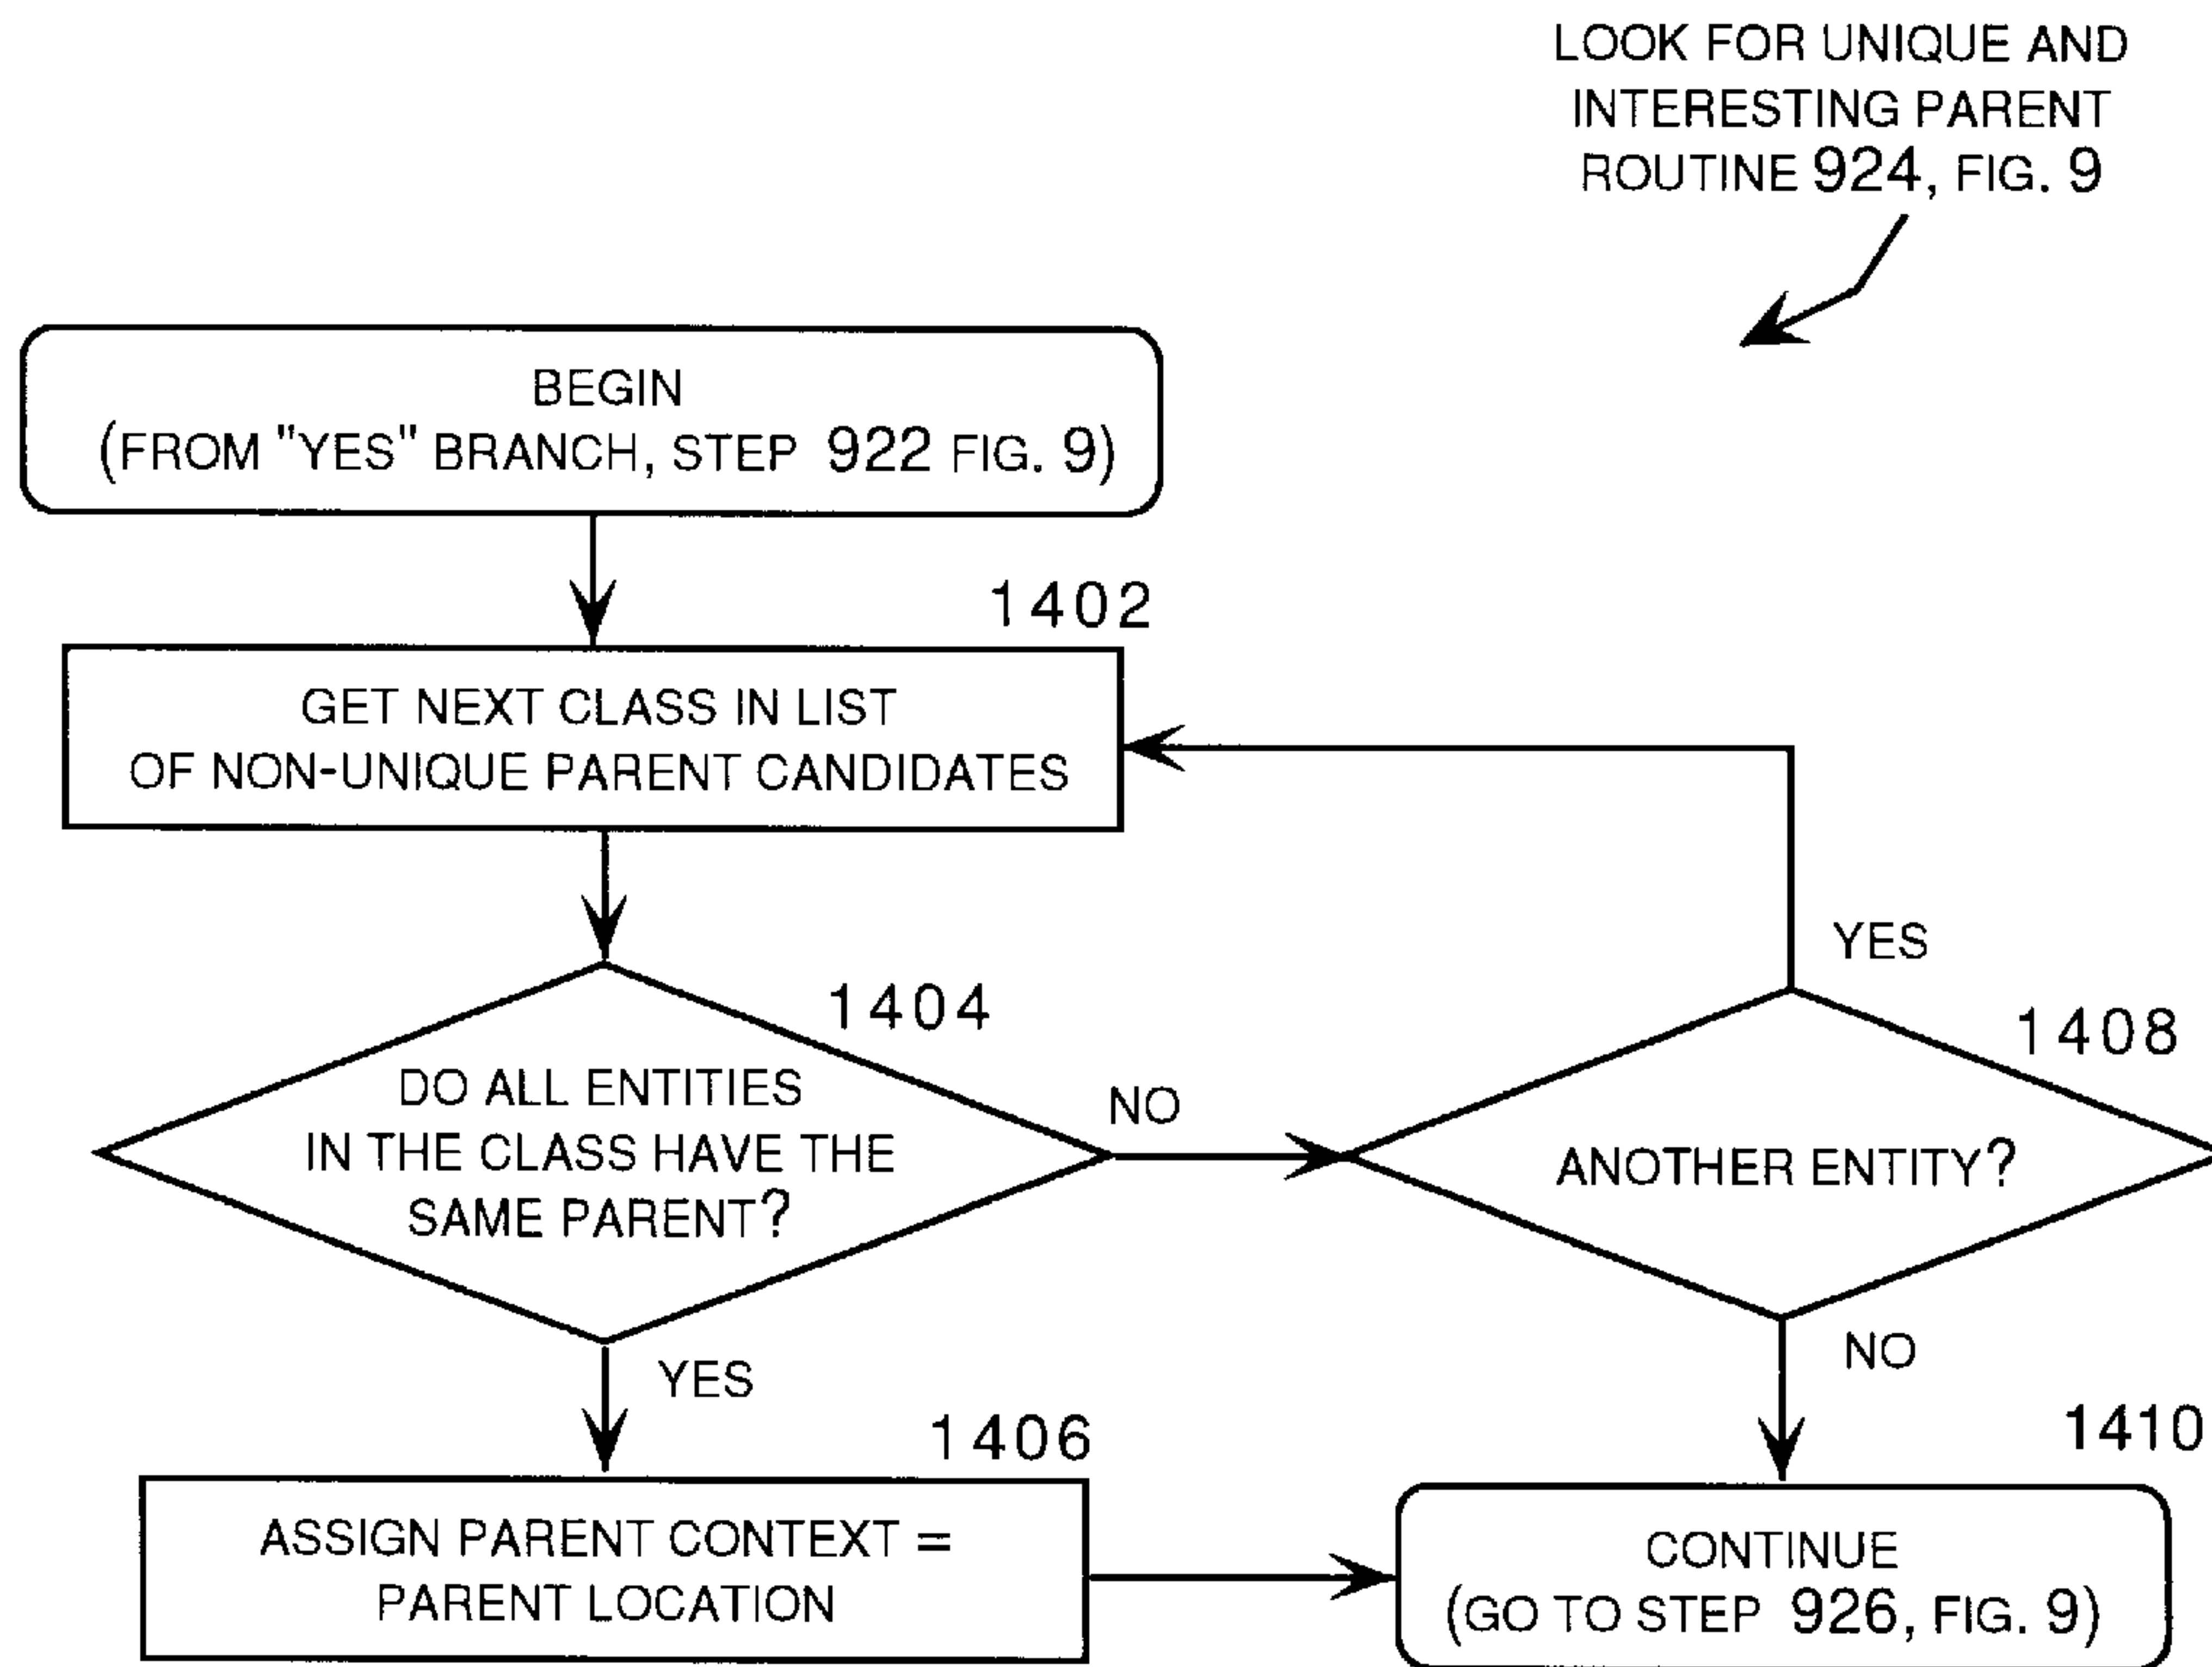 LOOK FOR UNIQUE AND
INTERESTING PARENT
ROUTINE 924, FIG. 9
BEGIN
(FROM "YES" BRANCH, STEP 922 FIG. 9)
1402
GET NEXT CLASS IN LIST
OF NON-UNIQUE PARENT CANDIDATES
1404
DO ALL ENTITIES
IN THE CLASS HAVE THE
SAME PARENT?
NO
YES
1408
ANOTHER ENTITY?
YES
NO
1406
ASSIGN PARENT CONTEXT =
PARENT LOCATION
1410
CONTINUE
(GO TO STEP 926, FIG. 9)